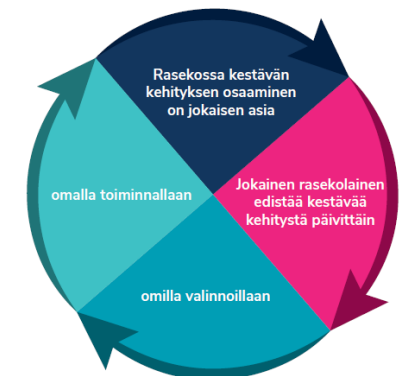 Rasekossa kestävän
kehityksen osaaminen
on jokaisen asia
Jokainen rasekolainen
edistää kestävää
kehitystä päivittäin
omilla valinnoillaan
omalla toiminnallaan